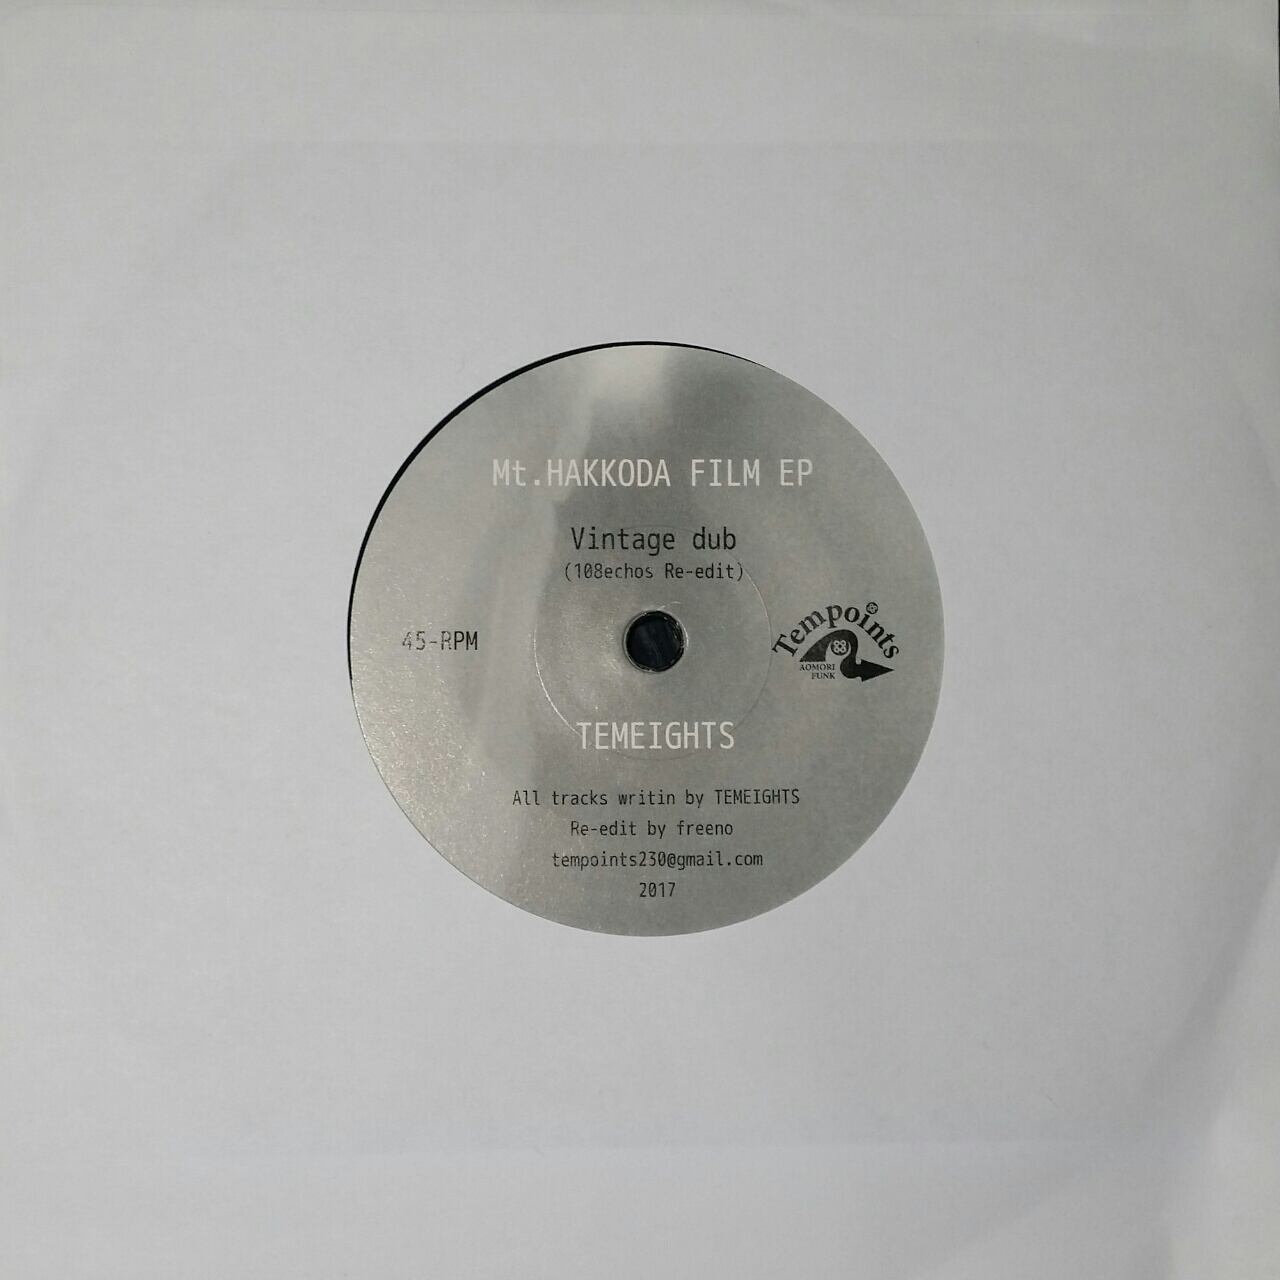 Mt.HAKKODA FILM EP
Vintage dub
(108echos Re-edit)
45-RPM
Tempoints
AOMORI
FUNK
TEMEIGHTS
All tracks writin by TEMEIGHTS
Re-edit by freeno
tempoints230@gmail.com
2017